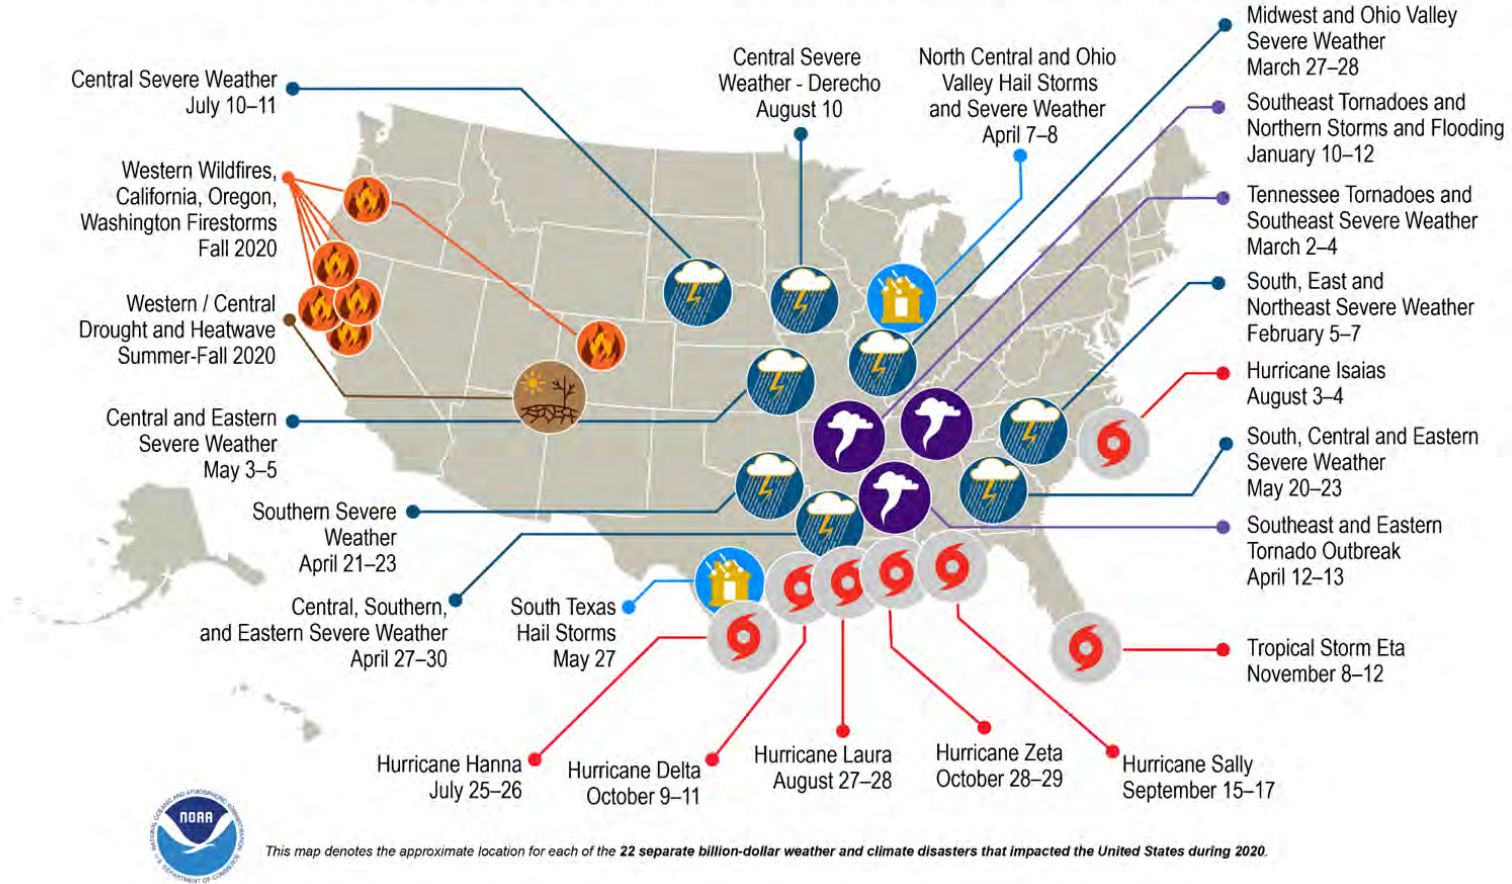 Central Severe Weather
July 10–11
Central Severe
Weather - Derecho
August 10
North Central and Ohio
Valley Hail Storms
and Severe Weather
April 7–8
Midwest and Ohio Valley
Severe Weather
March 27–28
Southeast Tornadoes and
Northern Storms and Flooding
January 10–12
Tennessee Tornadoes and
Southeast Severe Weather
March 2–4
South, East and
Northeast Severe Weather
February 5–7
Hurricane Isaias
August 3–4
South, Central and Eastern
Severe Weather
May 20–23
Southeast and Eastern
Tornado Outbreak
April 12–13
Tropical Storm Eta
November 8–12
Western Wildfires,
California, Oregon,
Washington Firestorms
Fall 2020
Western / Central
Drought and Heatwave
Summer-Fall 2020
Central and Eastern
Severe Weather
May 3–5
Southern Severe
Weather
April 21–23
Central, Southern,
and Eastern Severe Weather
April 27–30
South Texas
Hail Storms
May 27
Hurricane Hanna
July 25–26
Hurricane Delta
October 9–11
Hurricane Laura
August 27–28
Hurricane Zeta
October 28–29
Hurricane Sally
September 15–17
NATIONAL OCEANIC AND ATMOSPHERIC ADMINISTRATION
NOAA
U.S. DEPARTMENT OF COMMERCE
This map denotes the approximate location for each of the 22 separate billion-dollar weather and climate disasters that impacted the United States during 2020.